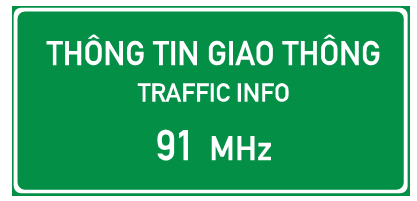 THÔNG TIN GIAO THÔNG
TRAFFIC INFO
91 MHz